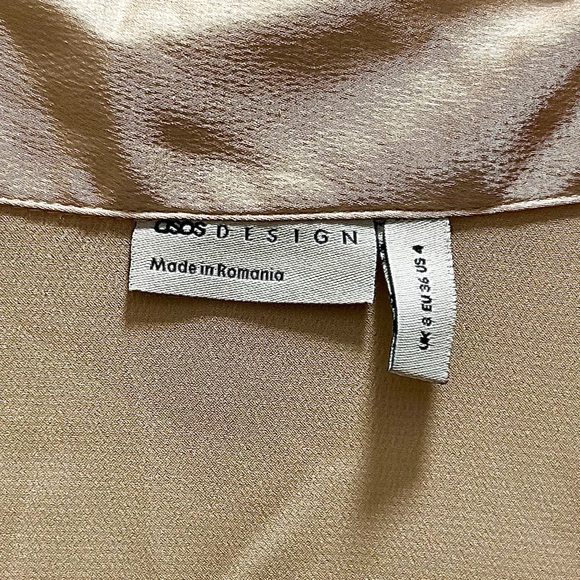 asos DESIGN
Made in Romania
UK 8 EU 36 US 4